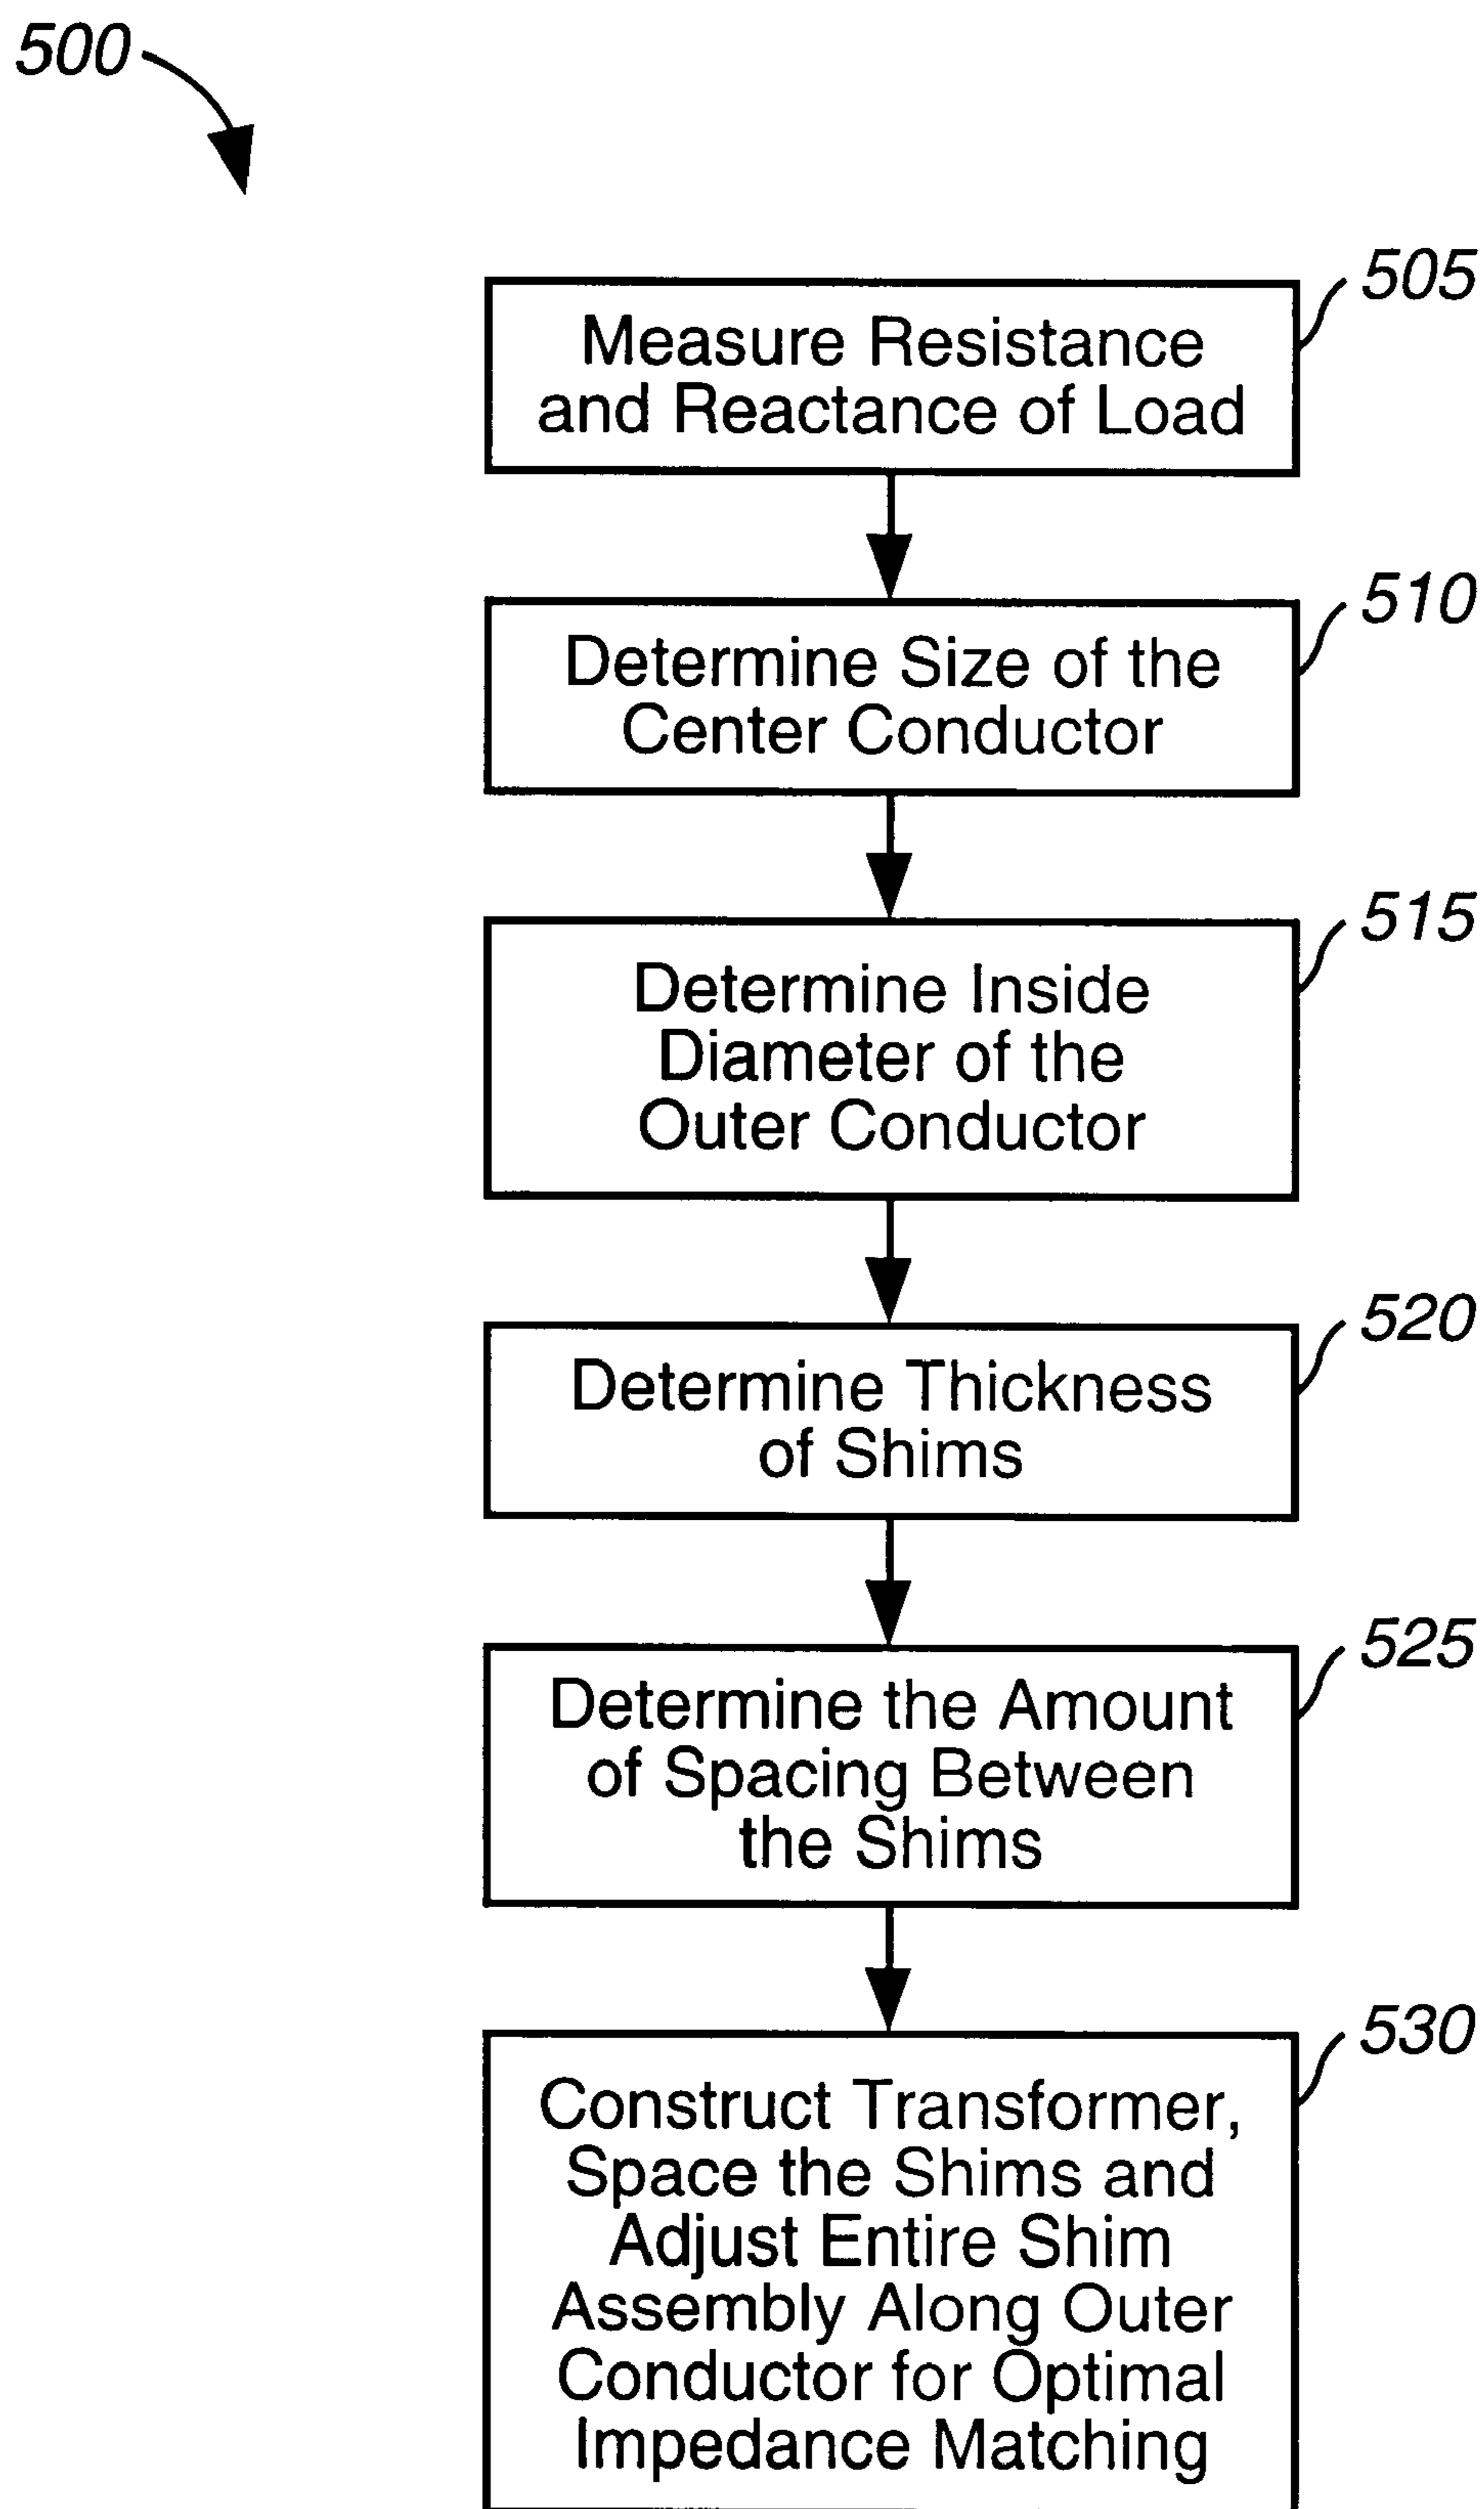 500
505
Measure Resistance
and Reactance of Load
510
Determine Size of the
Center Conductor
515
Determine Inside
Diameter of the
Outer Conductor
520
Determine Thickness
of Shims
525
Determine the Amount
of Spacing Between
the Shims
530
Construct Transformer,
Space the Shims and
Adjust Entire Shim
Assembly Along Outer
Conductor for Optimal
Impedance Matching